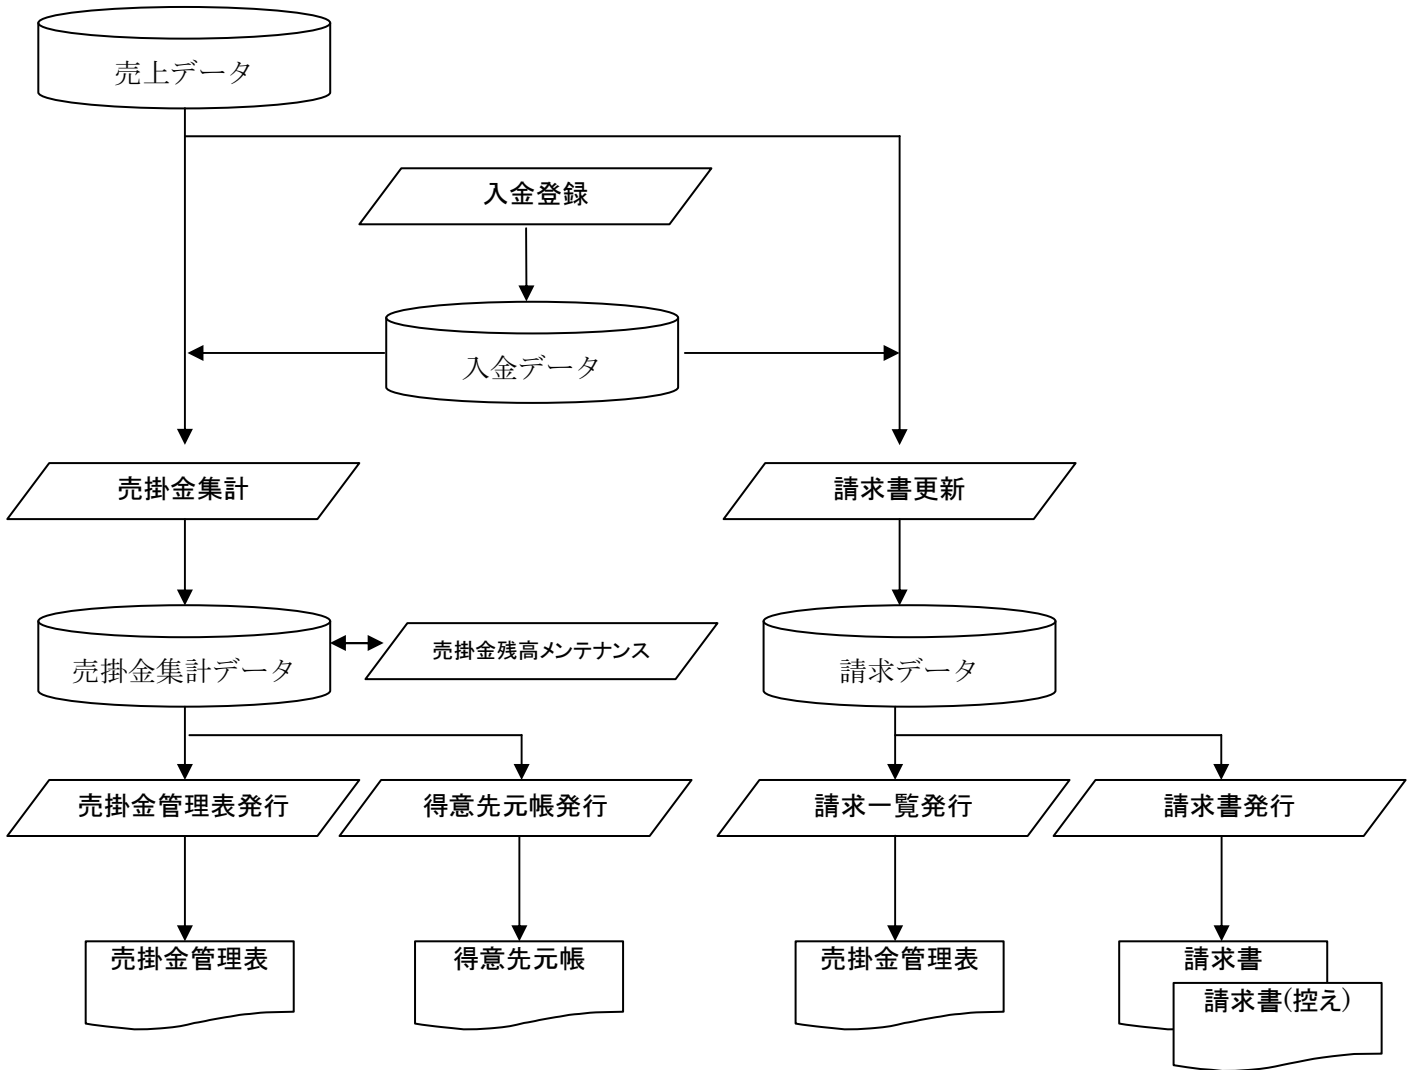 売上データ
入金登録
入金データ
売掛金集計
請求書更新
売掛金集計データ
売掛金残高メンテナンス
請求データ
売掛金管理表発行
得意先元帳発行
請求一覧発行
請求書発行
売掛金管理表
得意先元帳
売掛金管理表
請求書
請求書(控え)